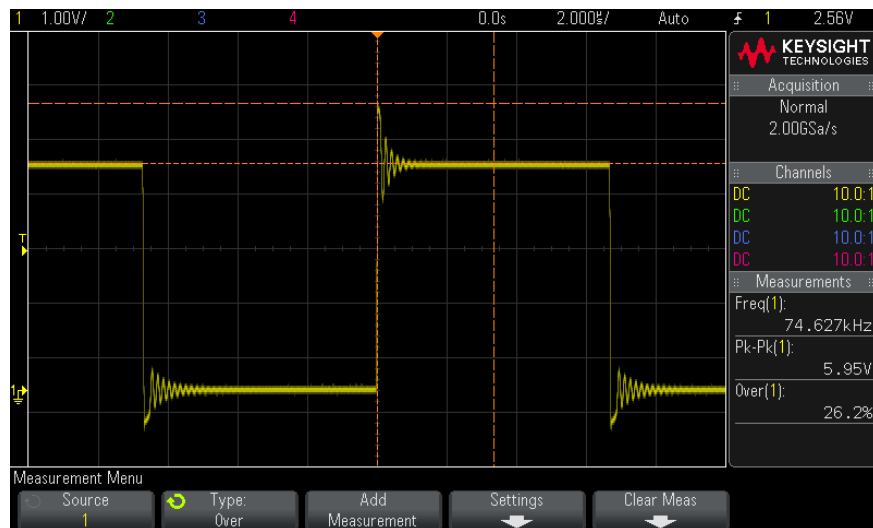 1 1.00V/ 2 3 4 0.0s 2.000µs/ Auto 1 2.56V
KEYSIGHT
TECHNOLOGIES
Acquisition
Normal
2.00GSa/s
Channels
DC 10.0:1
DC 10.0:1
DC 10.0:1
DC 10.0:1
Measurements
Freq(1):
74.627kHz
Pk-Pk(1):
5.95V
Over(1):
26.2%
T
1
Measurement Menu
Source
1
Type:
Over
Add
Measurement
Settings
Clear Meas